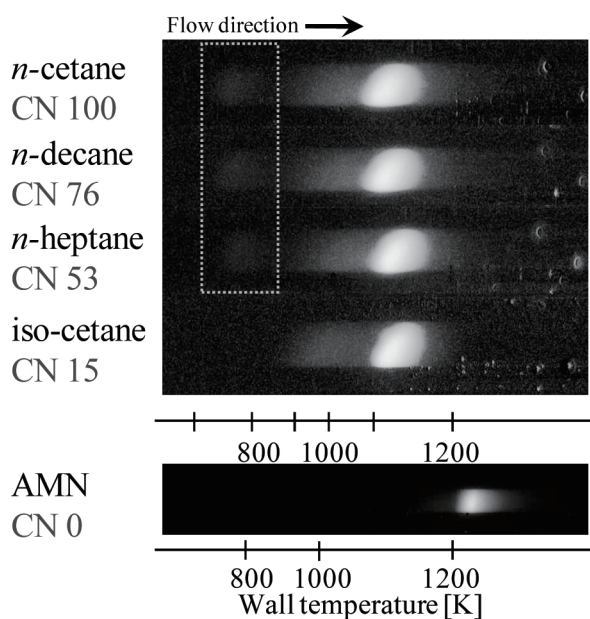 Flow direction
n-cetane
CN 100
n-decane
CN 76
n-heptane
CN 53
iso-cetane
CN 15
800 1000 1200
AMN
CN 0
800 1000 1200
Wall temperature [K]